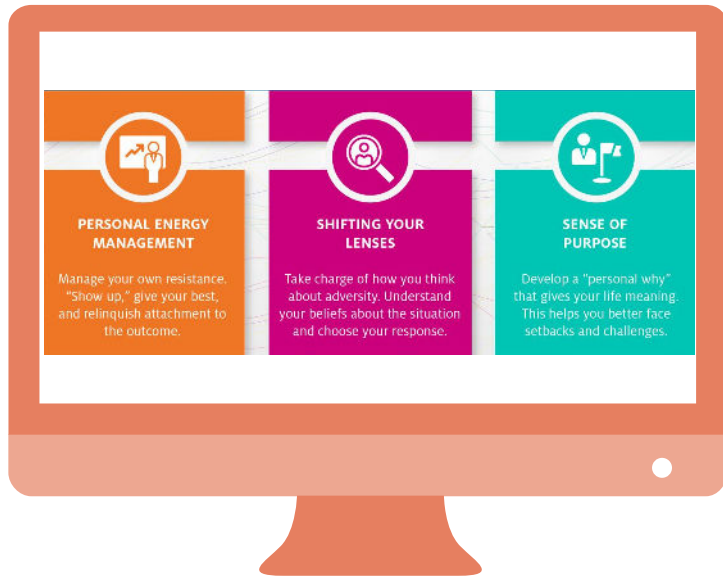 PERSONAL ENERGY
MANAGEMENT
Manage your own resistance.
"Show up," give your best,
and relinquish attachment to
the outcome.
SHIFTING YOUR
LENSES
Take charge of how you think
about adversity. Understand
your beliefs about the situation
and choose your response.
SENSE OF
PURPOSE
Develop a "personal why"
that gives your life meaning.
This helps you better face
setbacks and challenges.